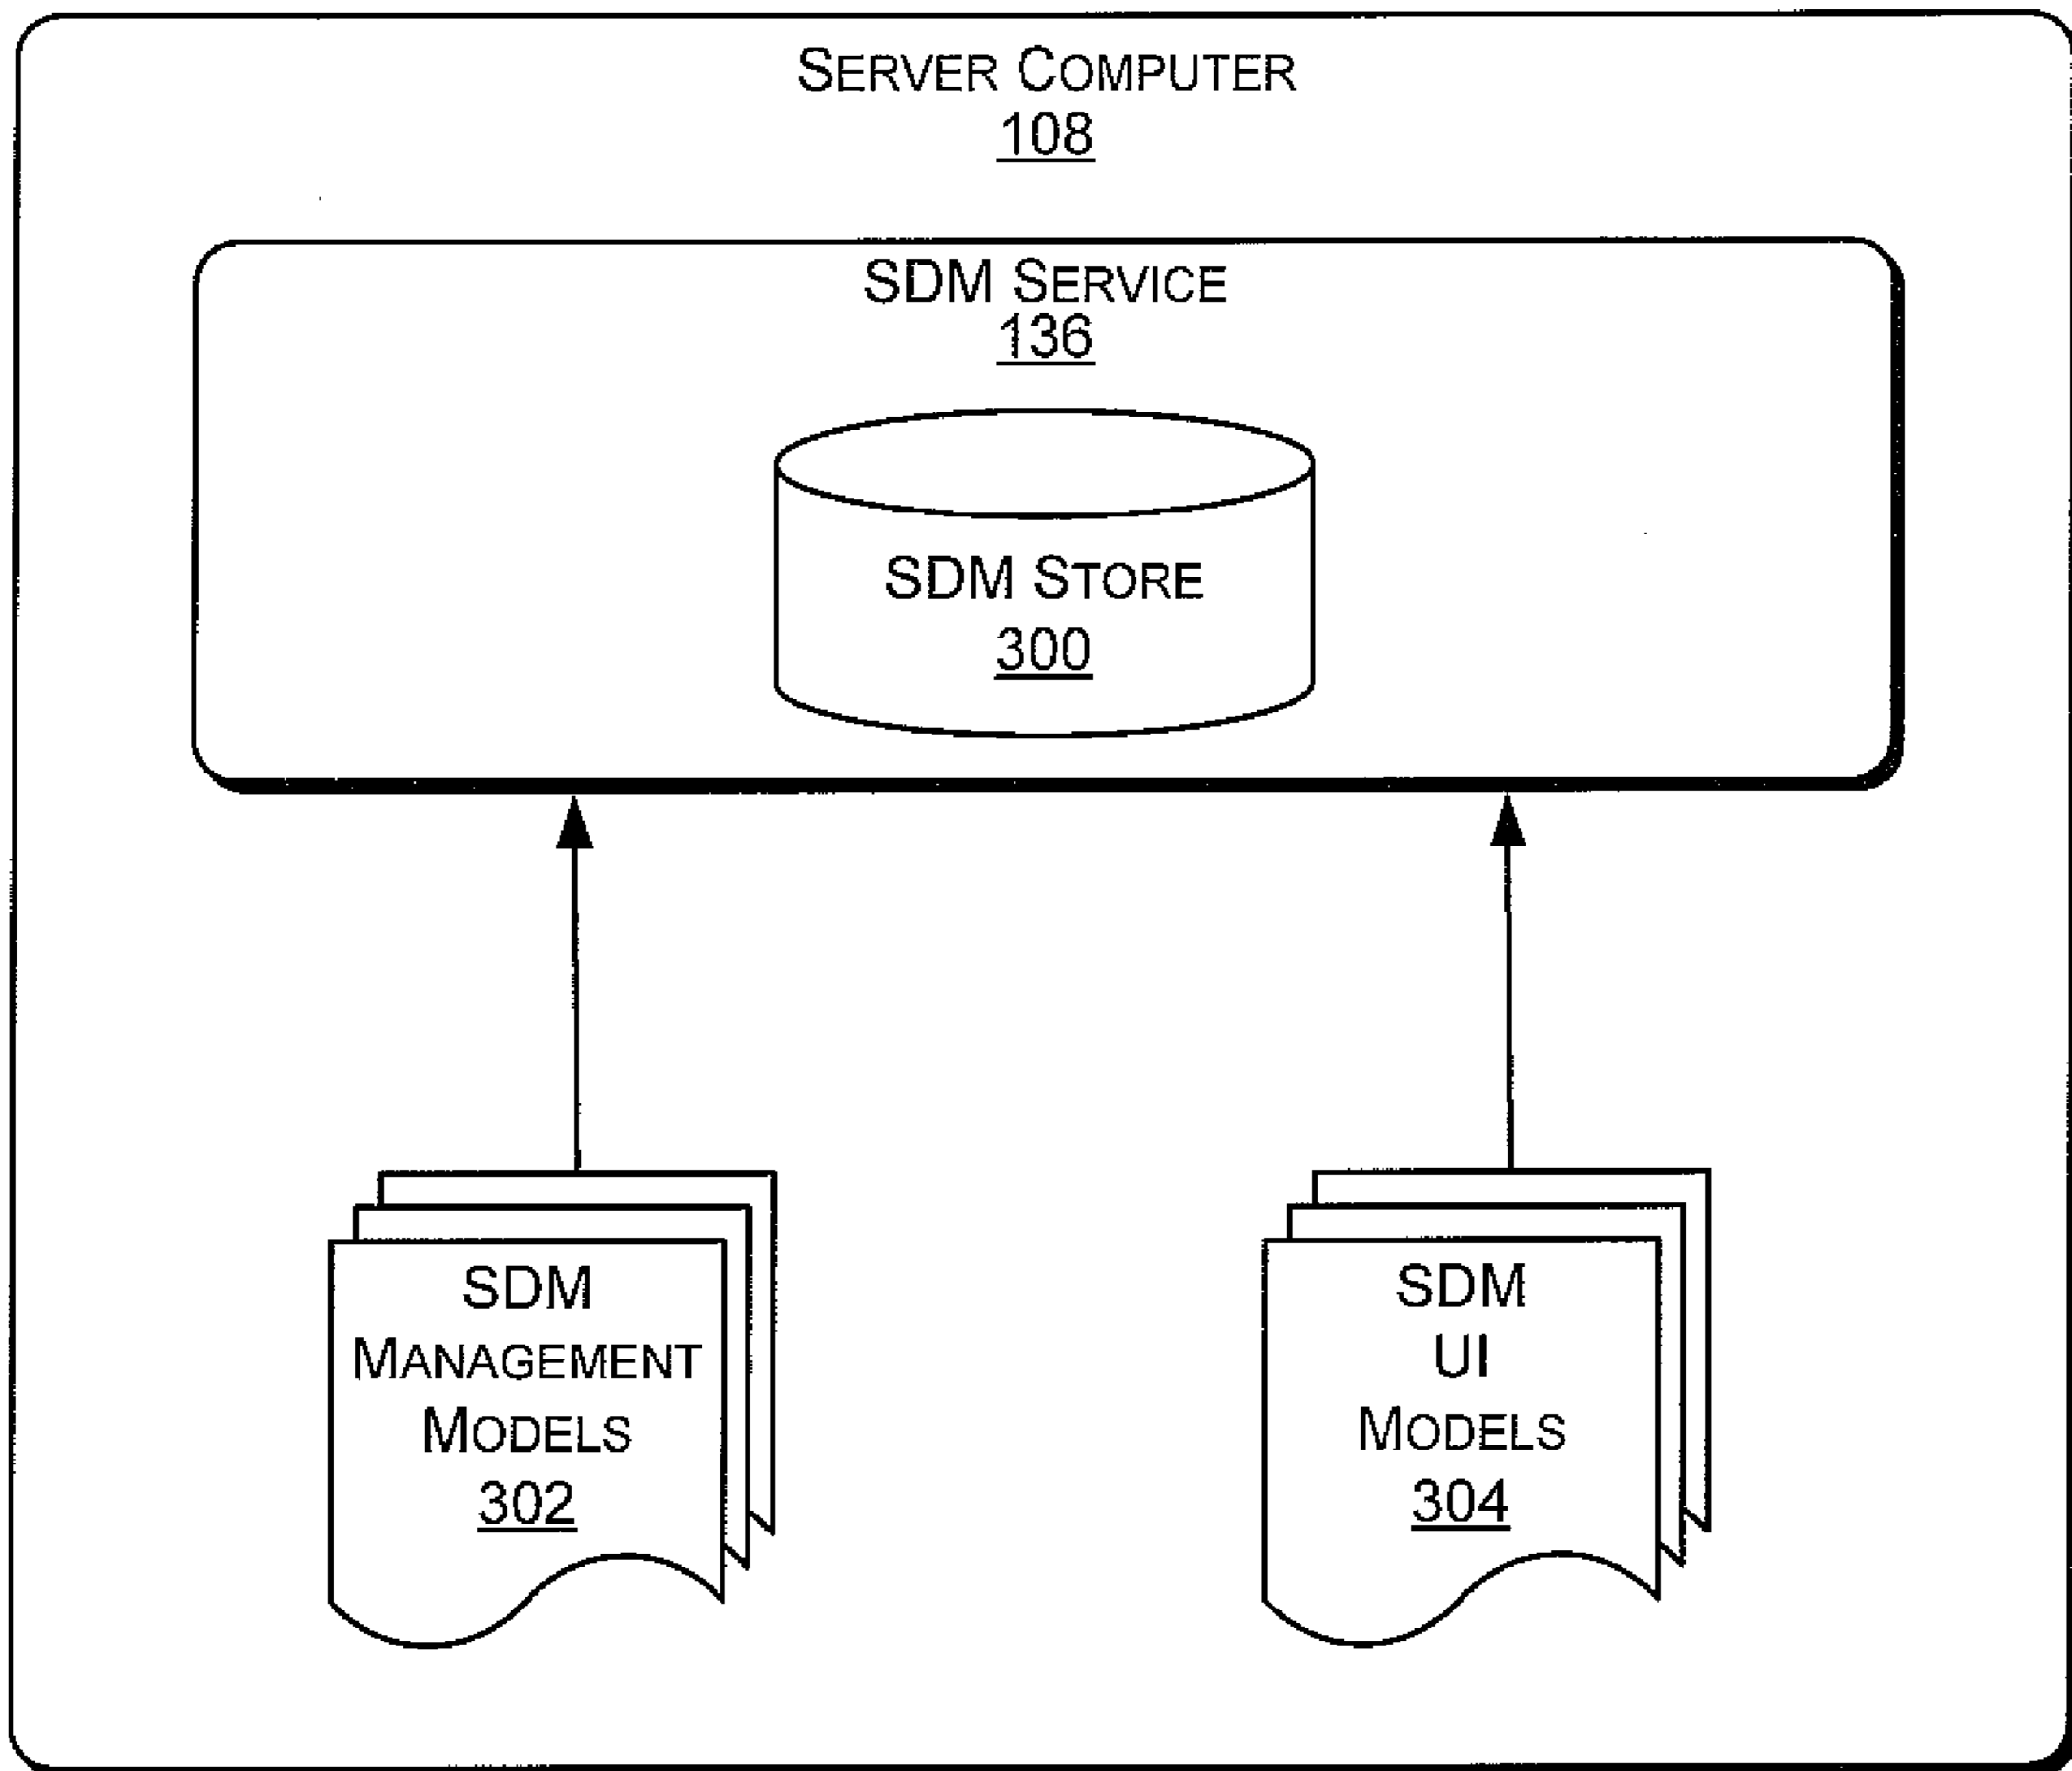 SERVER COMPUTER
108
SDM SERVICE
136
SDM STORE
300
SDM
MANAGEMENT
MODELS
302
SDM
UI
MODELS
304